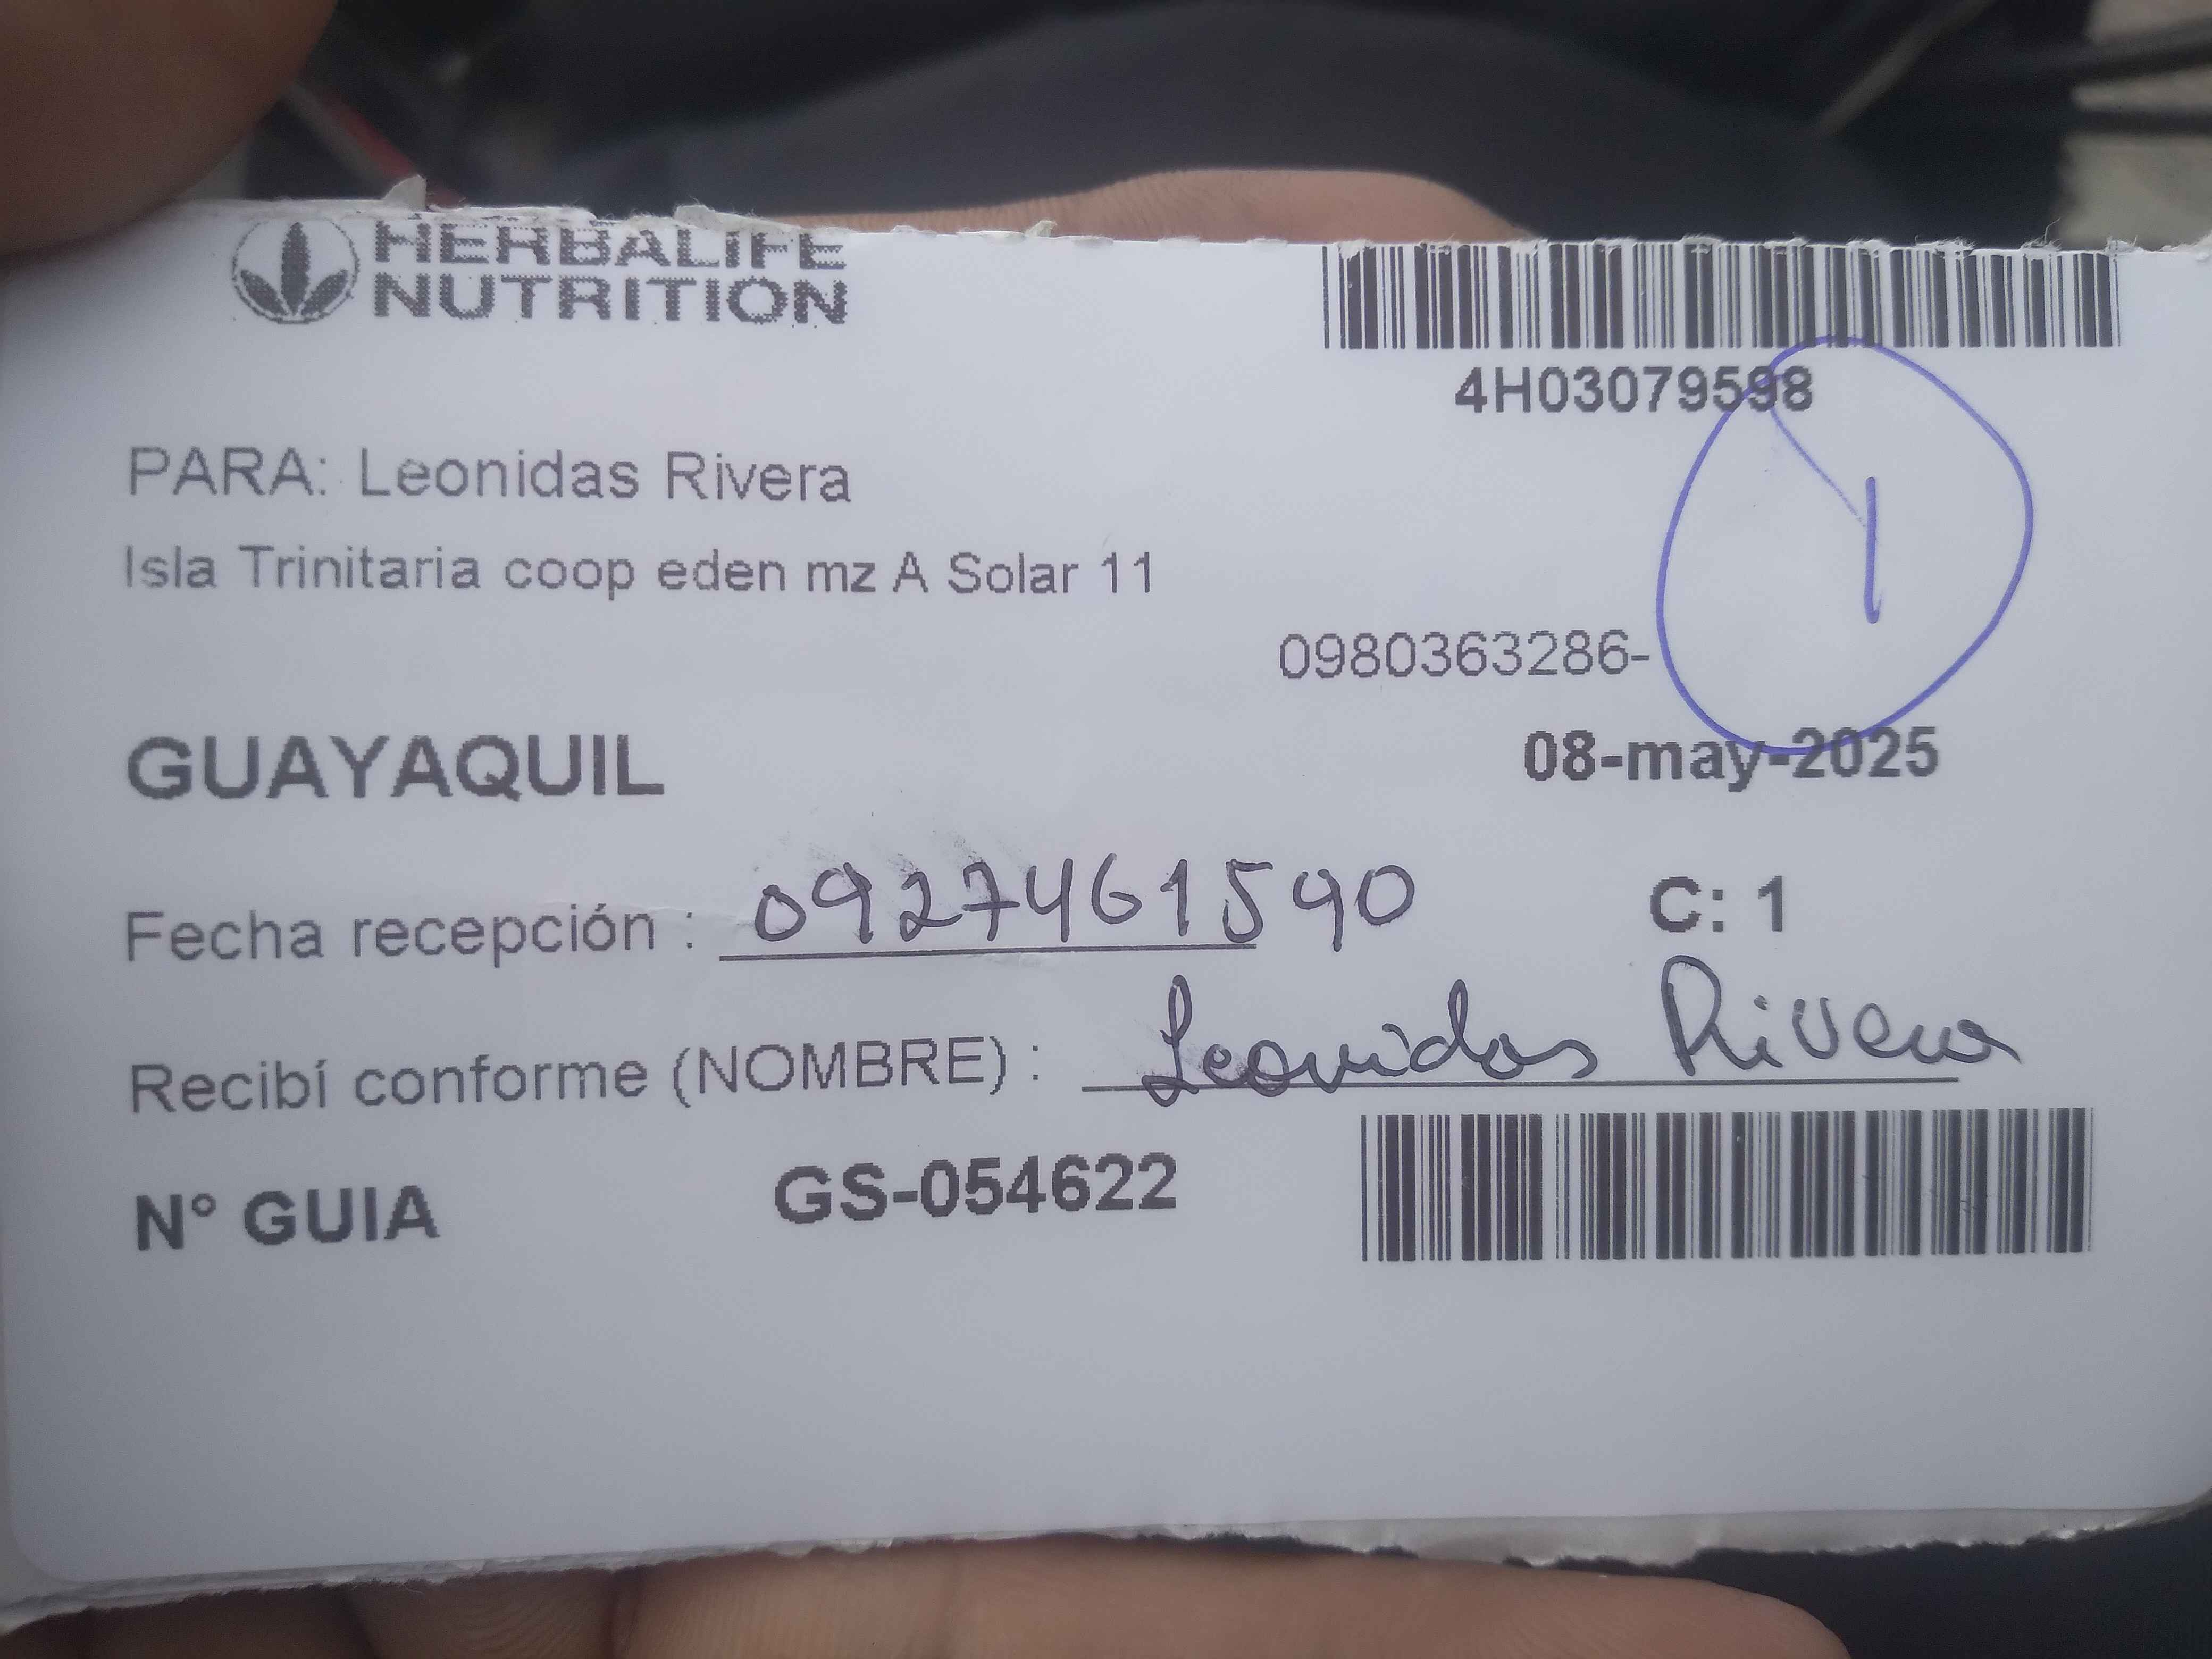 HERBALIFE
NUTRITION
4H03079598
PARA: Leonidas Rivera
1
Isla Trinitaria coop eden mz A Solar 11
0980363286-
GUAYAQUIL
08-may-2025
Fecha recepción : 0927461590
C: 1
Recibí conforme (NOMBRE) : Leonidas Rivera
N° GUIA GS-054622